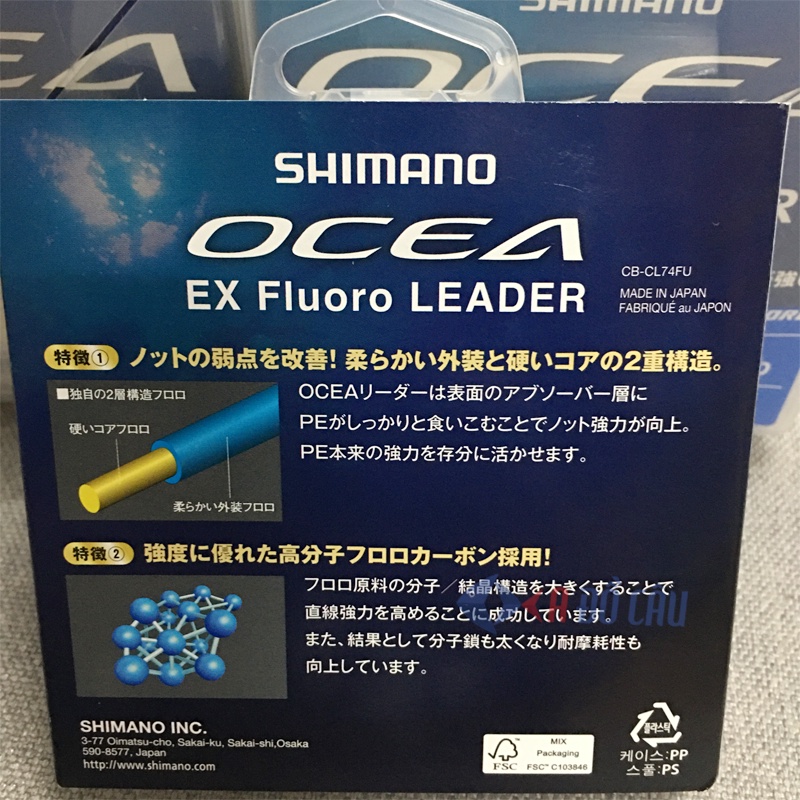 SHIMANO
OCEA
SHIMANO
OCEA
EX Fluoro LEADER
CB-CL74FU
MADE IN JAPAN
FABRIQUÉ au JAPON
特徴① ノットの弱点を改善! 柔らかい外装と硬いコアの2重構造。
■独自の2層構造フロロ
硬いコアフロロ
柔らかい外装フロロ
OCEAリーダーは表面のアブソーバー層に
PEがしっかりと食いこむことでノット強力が向上。
PE本来の強力を存分に活かせます。
特徴② 強度に優れた高分子フロロカーボン採用!
フロロ原料の分子/結晶構造を大きくすることで
直線強力を高めることに成功しています。
また、結果として分子鎖も太くなり耐摩耗性も
向上しています。
SHIMANO INC.
3-77 Oimatsu-cho, Sakai-ku, Sakai-shi,Osaka
590-8577, Japan
http://www.shimano.com
FSC
MIX
Packaging
FSC™ C103846
플라스틱
케이스:PP
스풀:PS